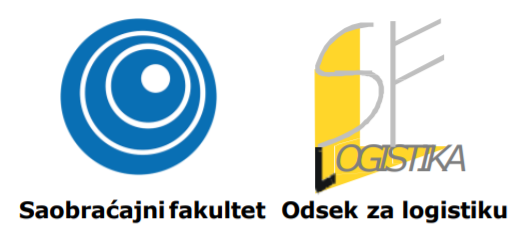 SF
LOGISTIKA
Saobraćajni fakultet Odsek za logistiku